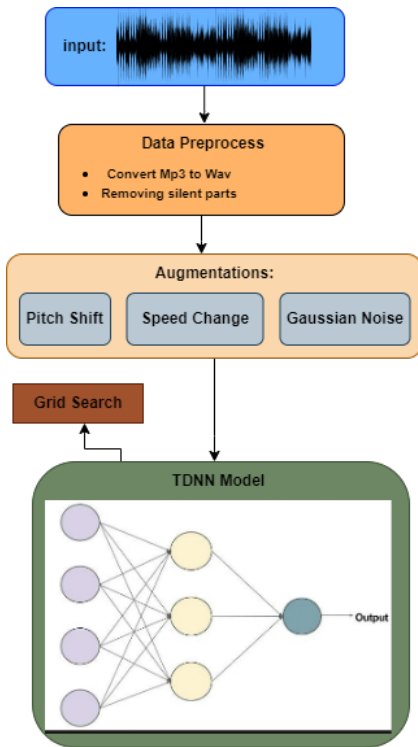 input:
Data Preprocess
Convert Mp3 to Wav
Removing silent parts
Augmentations:
Pitch Shift
Speed Change
Gaussian Noise
Grid Search
TDNN Model
Output